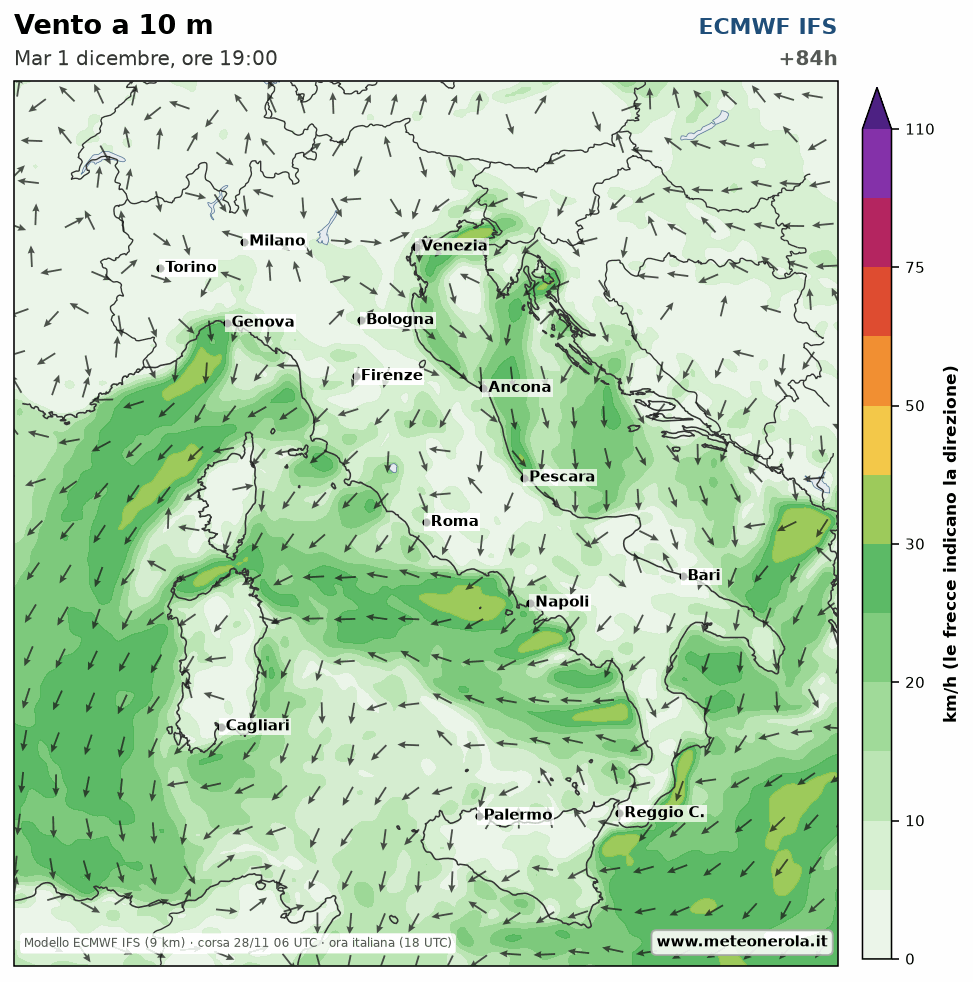 Vento a 10 m
ECMWF IFS
Mar 1 dicembre, ore 19:00
+84h
Milano
Venezia
Torino
Genova
Bologna
Firenze
Ancona
Pescara
Roma
Bari
Napoli
Cagliari
Palermo
Reggio C.
110
75
50
30
20
10
0
km/h (le frecce indicano la direzione)
Modello ECMWF IFS (9 km) · corsa 28/11 06 UTC · ora italiana (18 UTC)
www.meteonerola.it